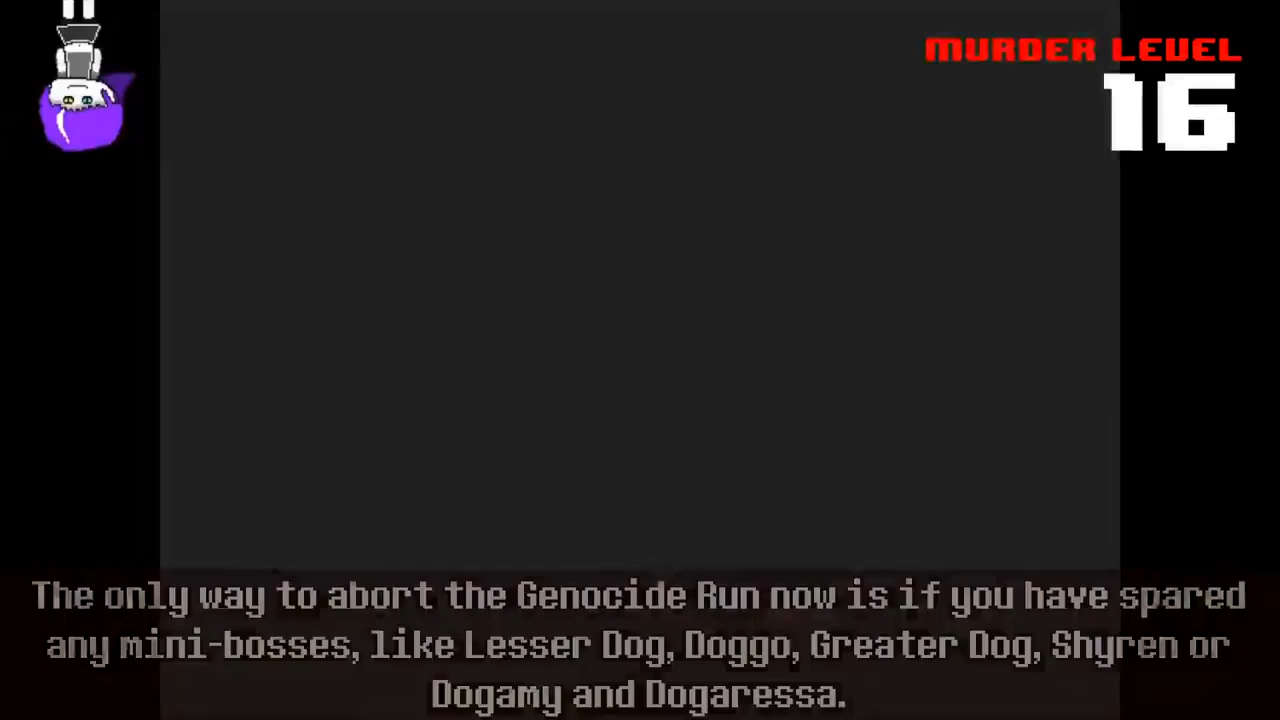 MURDER LEVEL
16
The only way to abort the Genocide Run now is if you have spared
any mini-bosses, like Lesser Dog, Doggo, Greater Dog, Shyren or
Dogamy and Dogaressa.